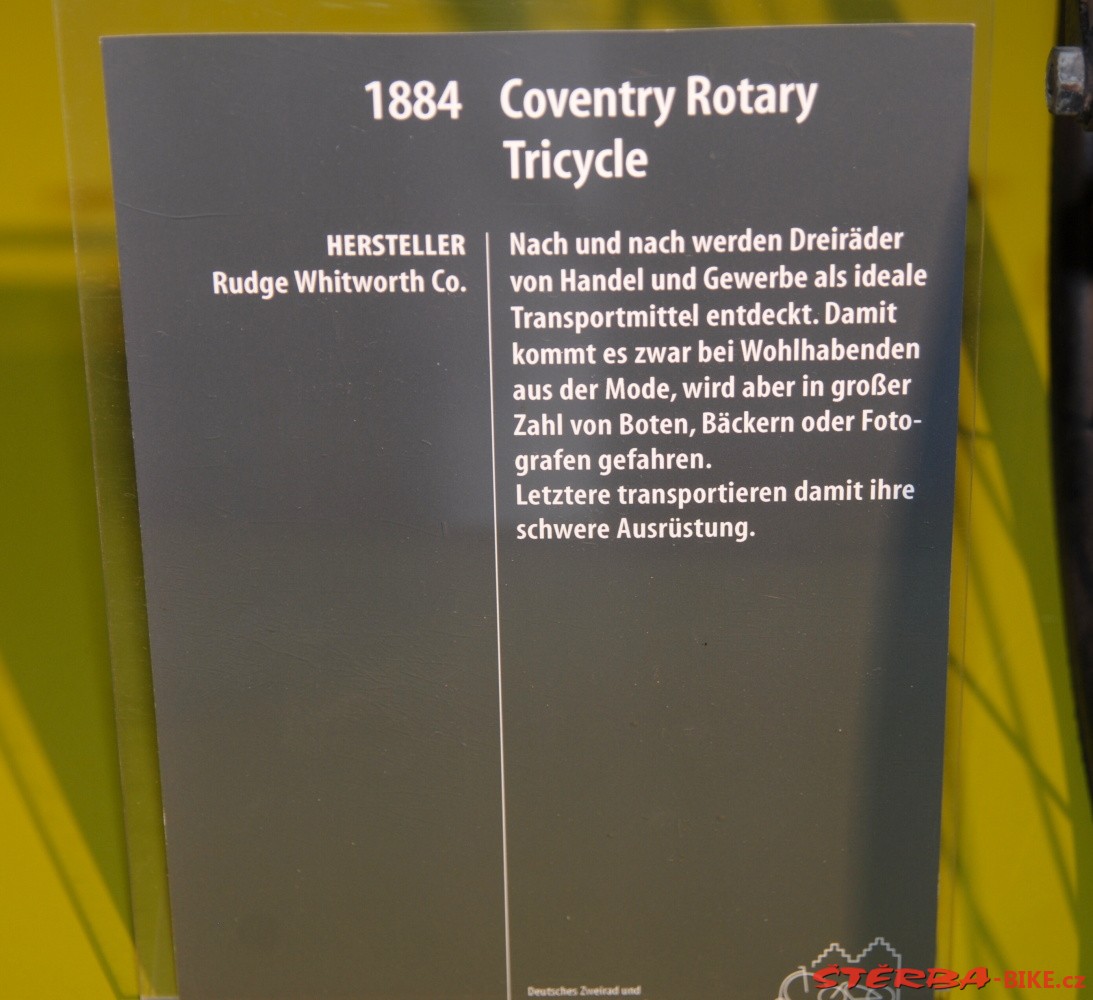 1884 Coventry Rotary
Tricycle
HERSTELLER
Rudge Whitworth Co.
Nach und nach werden Dreiräder
von Handel und Gewerbe als ideale
Transportmittel entdeckt. Damit
kommt es zwar bei Wohlhabenden
aus der Mode, wird aber in großer
Zahl von Boten, Bäckern oder Foto-
grafen gefahren.
Letztere transportieren damit ihre
schwere Ausrüstung.
Deutsches Zweirad und
ŠTĚRBA-BIKE.cz